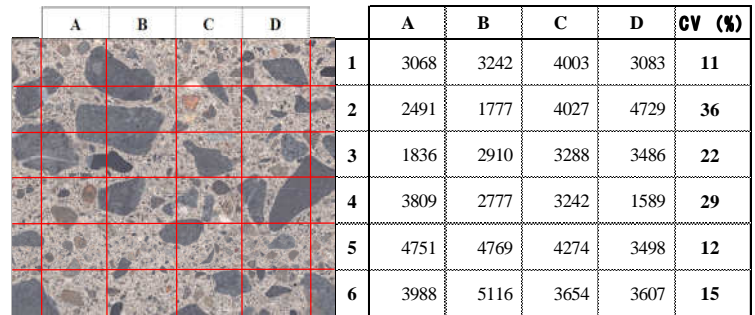 A B C D A B C D CV (%)
1 3068 3242 4003 3083 11
2 2491 1777 4027 4729 36
3 1836 2910 3288 3486 22
4 3809 2777 3242 1589 29
5 4751 4769 4274 3498 12
6 3988 5116 3654 3607 15